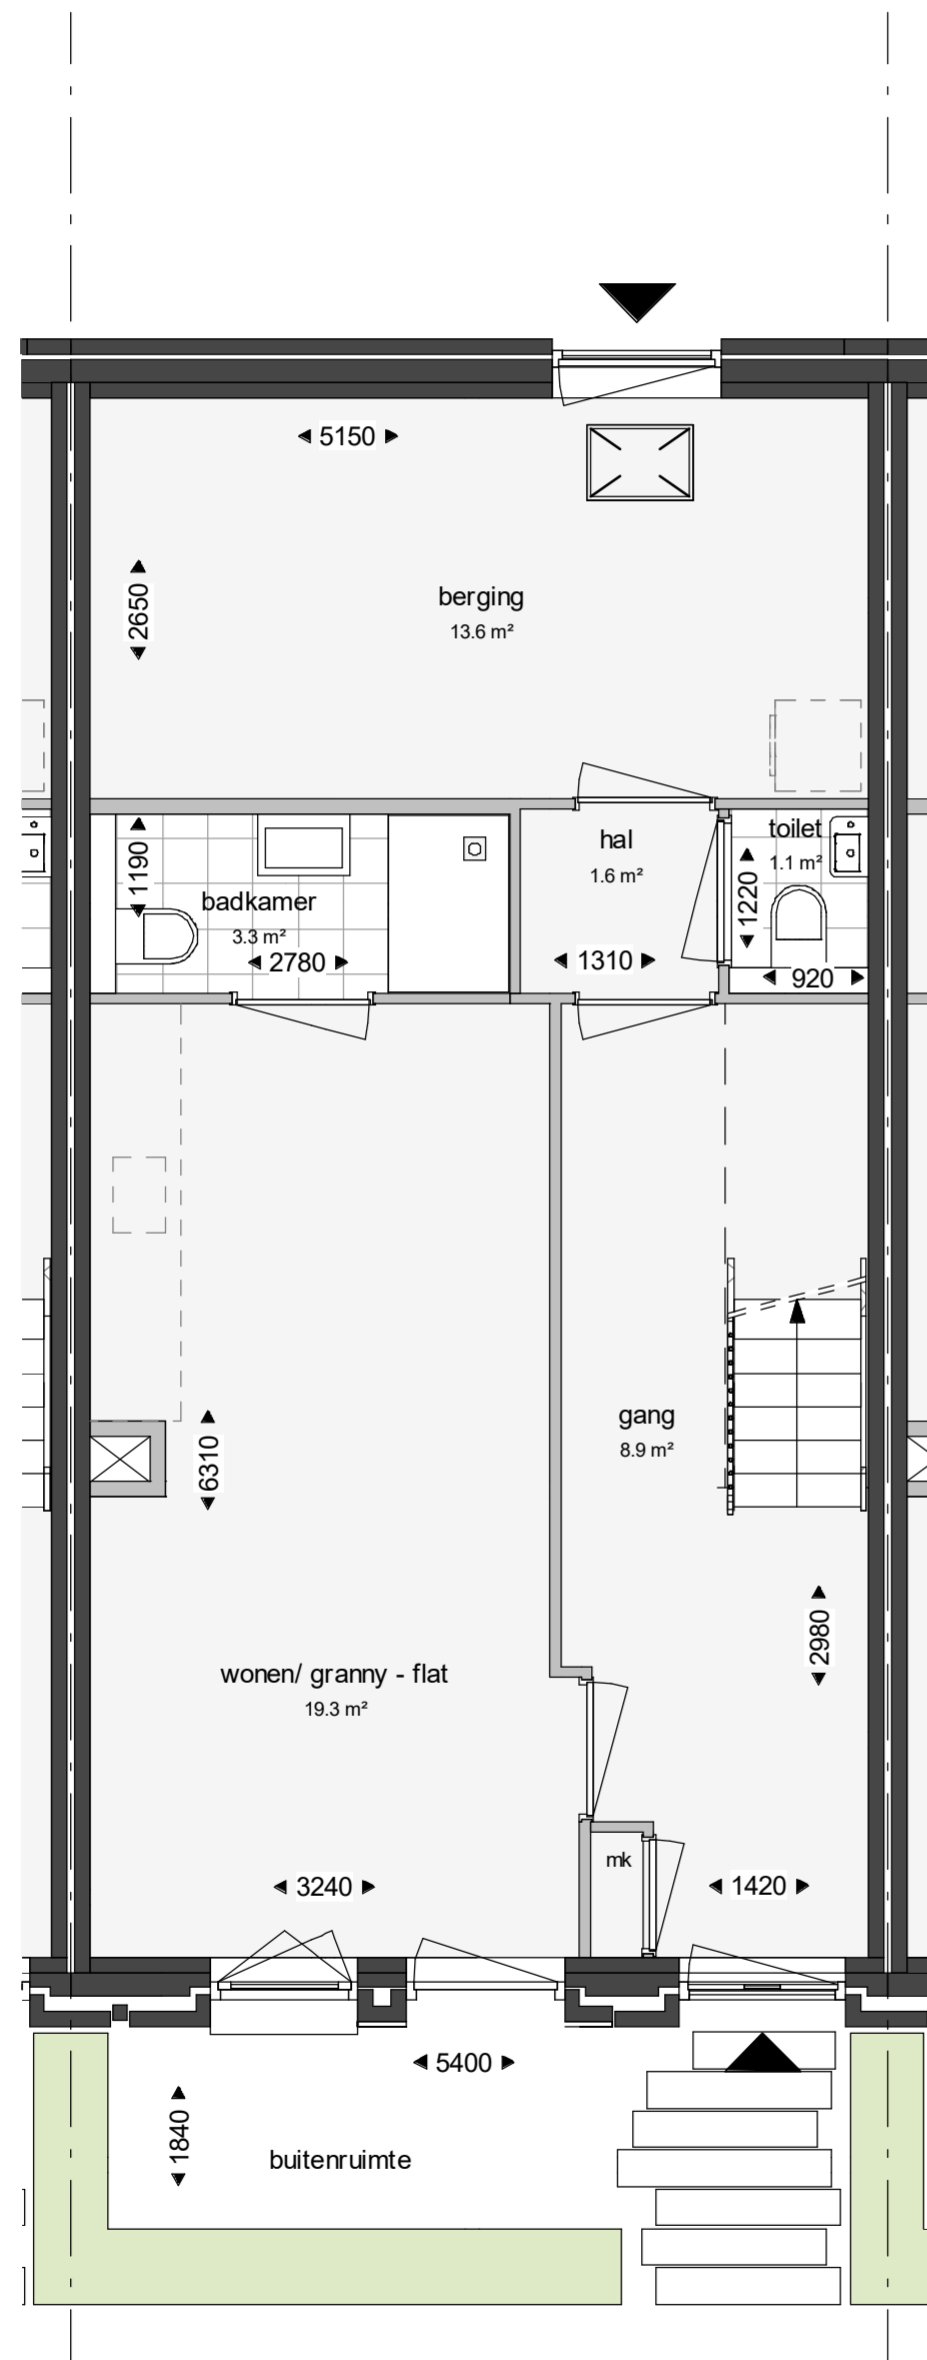 5150
2650
berging
13.6 m²
hal
1.6 m²
toilet
1.1 m²
1190
1220
badkamer
3.3 m²
2780
1310
920
gang
8.9 m²
6310
2980
wonen/ granny - flat
19.3 m²
mk
3240
1420
5400
1840
buitenruimte